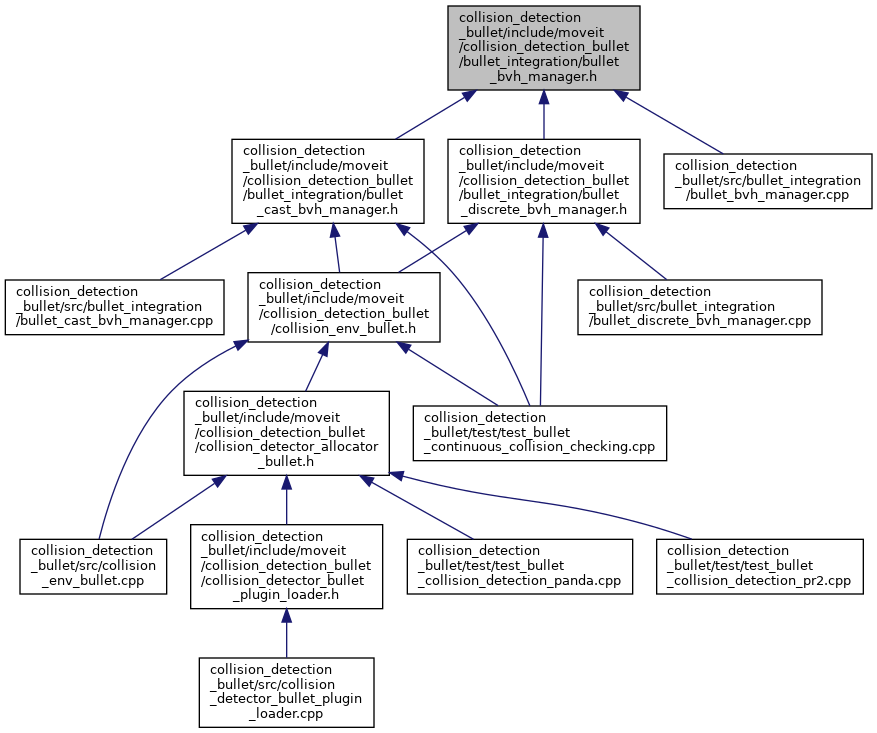 collision_detection
_bullet/include/moveit
/collision_detection_bullet
/bullet_integration/bullet
_bvh_manager.h
collision_detection
_bullet/include/moveit
/collision_detection_bullet
/bullet_integration/bullet
_cast_bvh_manager.h
collision_detection
_bullet/include/moveit
/collision_detection_bullet
/bullet_integration/bullet
_discrete_bvh_manager.h
collision_detection
_bullet/src/bullet_integration
/bullet_bvh_manager.cpp
collision_detection
_bullet/src/bullet_integration
/bullet_cast_bvh_manager.cpp
collision_detection
_bullet/include/moveit
/collision_detection_bullet
/collision_env_bullet.h
collision_detection
_bullet/src/bullet_integration
/bullet_discrete_bvh_manager.cpp
collision_detection
_bullet/include/moveit
/collision_detection_bullet
/collision_detector_allocator
_bullet.h
collision_detection
_bullet/test/test_bullet
_continuous_collision_checking.cpp
collision_detection
_bullet/src/collision
_env_bullet.cpp
collision_detection
_bullet/include/moveit
/collision_detection_bullet
/collision_detector_bullet
_plugin_loader.h
collision_detection
_bullet/test/test_bullet
_collision_detection_panda.cpp
collision_detection
_bullet/test/test_bullet
_collision_detection_pr2.cpp
collision_detection
_bullet/src/collision
_detector_bullet_plugin
_loader.cpp